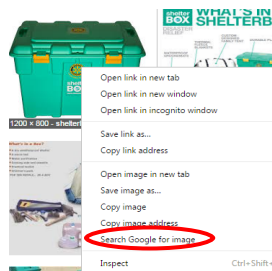 shelter
BOX
WHAT'S IN
SHELTERB
DISASTER
RELIEF
1200 × 800 - shelterb
Open link in new tab
Open link in new window
Open link in incognito window
Save link as...
Copy link address
Open image in new tab
Save image as...
Copy image
Copy image address
Search Google for image
Inspect
Ctrl+Shift+
What's in a Box?